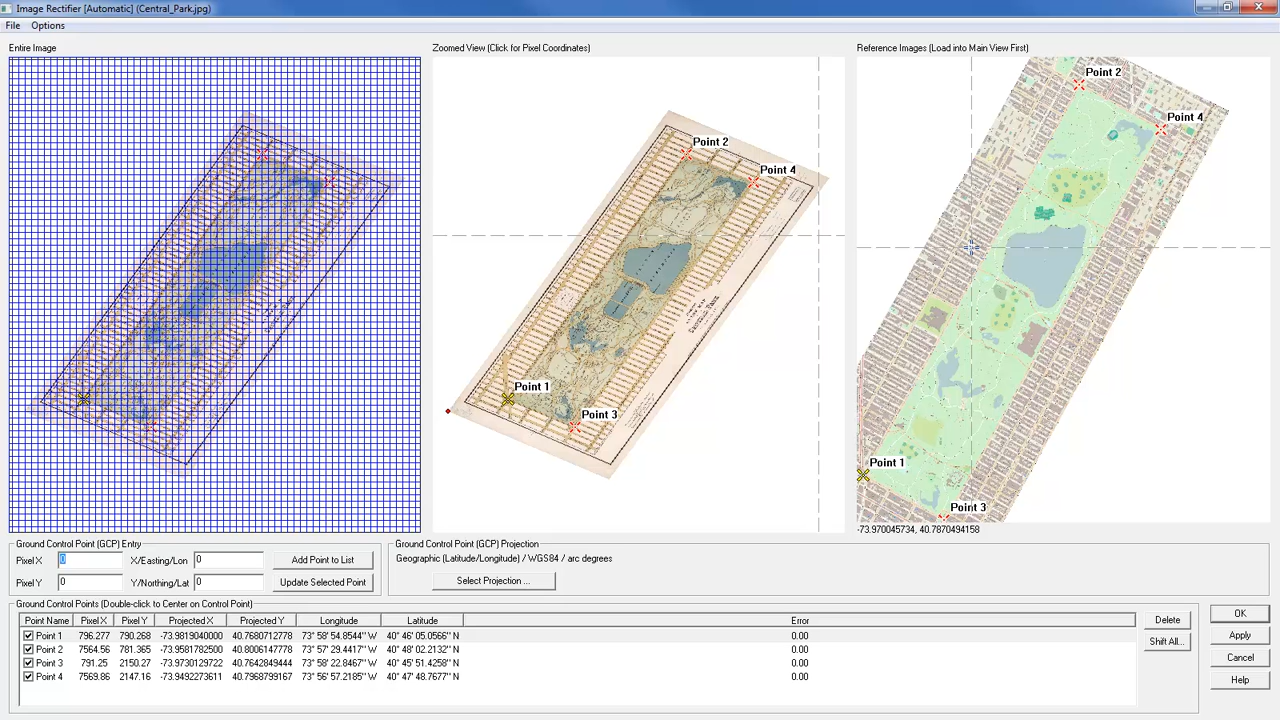 Image Rectifier [Automatic] (Central_Park.jpg)
File Options
Entire Image
Zoomed View (Click for Pixel Coordinates)
Reference Images (Load into Main View First)
Point 2
Point 4
Point 1
Point 3
Point 2
Point 4
Point 1
Point 3
-73.970045734, 40.7870494158
Ground Control Point (GCP) Entry
Pixel X 0 X/Easting/Lon 0 Add Point to List
Pixel Y 0 Y/Northing/Lat 0 Update Selected Point
Ground Control Point (GCP) Projection
Geographic (Latitude/Longitude) / WGS84 / arc degrees
Select Projection ...
Ground Control Points (Double-click to Center on Control Point)
Point Name Pixel X Pixel Y Projected X Projected Y Longitude Latitude Error
Point 1 796.277 790.268 -73.9819040000 40.7680712778 73° 58' 54.8544" W 40° 46' 05.0566" N 0.00
Point 2 7564.56 781.365 -73.9581782500 40.8006147778 73° 57' 29.4417" W 40° 48' 02.2132" N 0.00
Point 3 791.25 2150.27 -73.9730129722 40.7642849444 73° 58' 22.8467" W 40° 45' 51.4258" N 0.00
Point 4 7569.86 2147.16 -73.9492273611 40.7968799167 73° 56' 57.2185" W 40° 47' 48.7677" N 0.00
Delete
Shift All...
OK
Apply
Cancel
Help